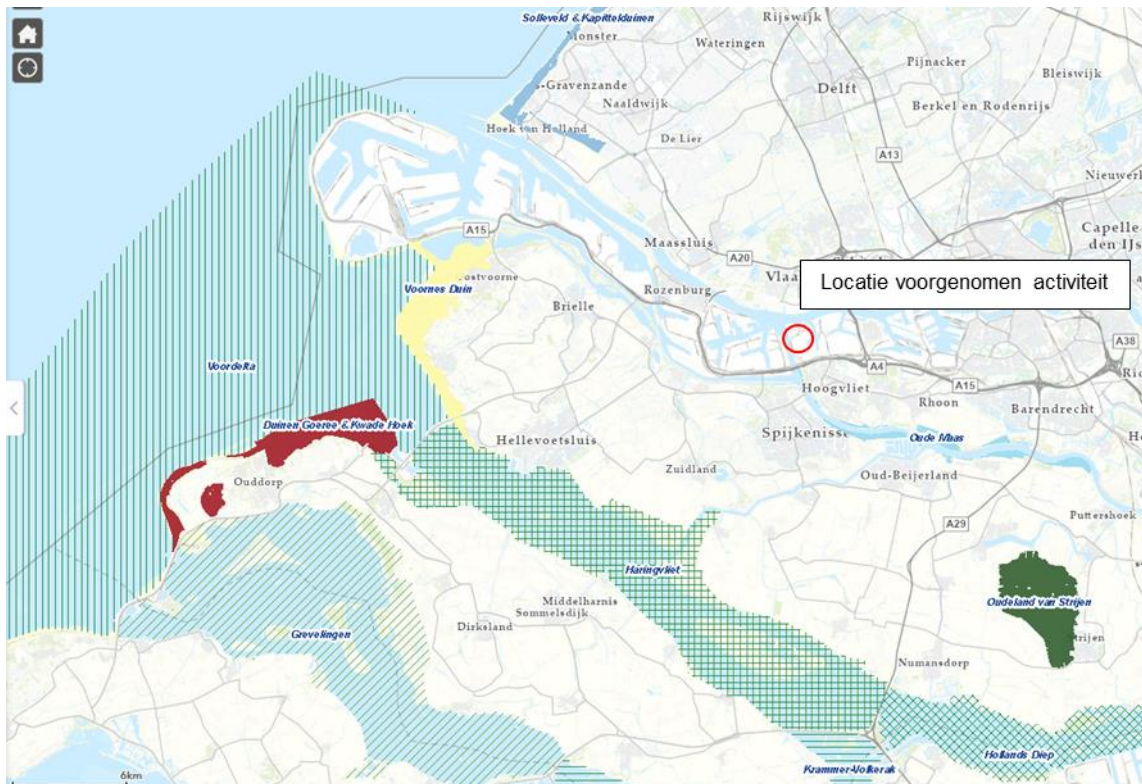 Solleveld & Kapittelduinen
Rijswijk
Monster
Wateringen
Pijnacker
Bleiswijk
s-Gravenzande
Delft
Naaldwijk
Berkel en Rodenrijs
Hoek van Holland
De Lier
A13
Nieuwerk
A15
Maassluis
Capelle
den IJs
A20
Vlaa
Oostvoorne
Locatie voorgenomen activiteit
Voornes Duin
Rozenburg
Brielle
A38
Voordelta
A4
Rid
Hoogvliet
A15
Rhoon
Barendrecht
Duinen Goeree & Kwade Hoek
Hellevoetsluis
Spijkenisse
Oude Maas
Zuidland
Oud-Beijerland
Ouddorp
Puttershoek
A29
Haringvliet
Middelharnis
Sommelsdijk
Oudeland van Strijen
Dirksland
Grevelingen
trijen
Numansdorp
Hollands Diep
Krammer-Volkerak
6km